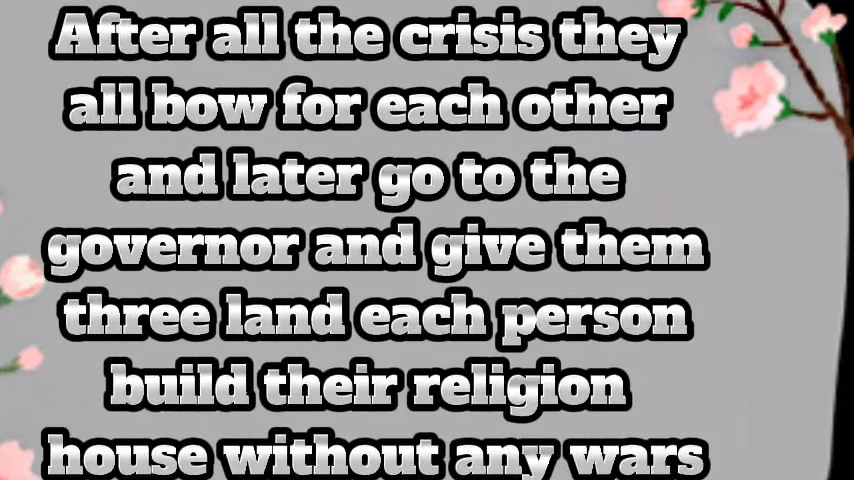 After all the crisis they
all bow for each other
and later go to the
governor and give them
three land each person
build their religion
house without any wars